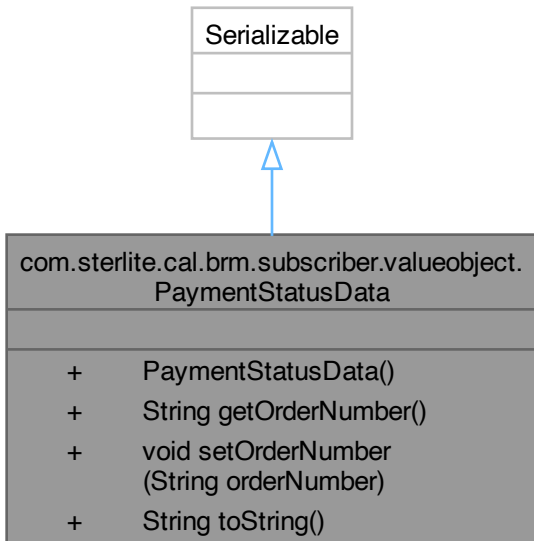 Serializable
com.sterlite.cal.brm.subscriber.valueobject.
PaymentStatusData
+ PaymentStatusData()
+ String getOrderNumber()
+ void setOrderNumber
(String orderNumber)
+ String toString()